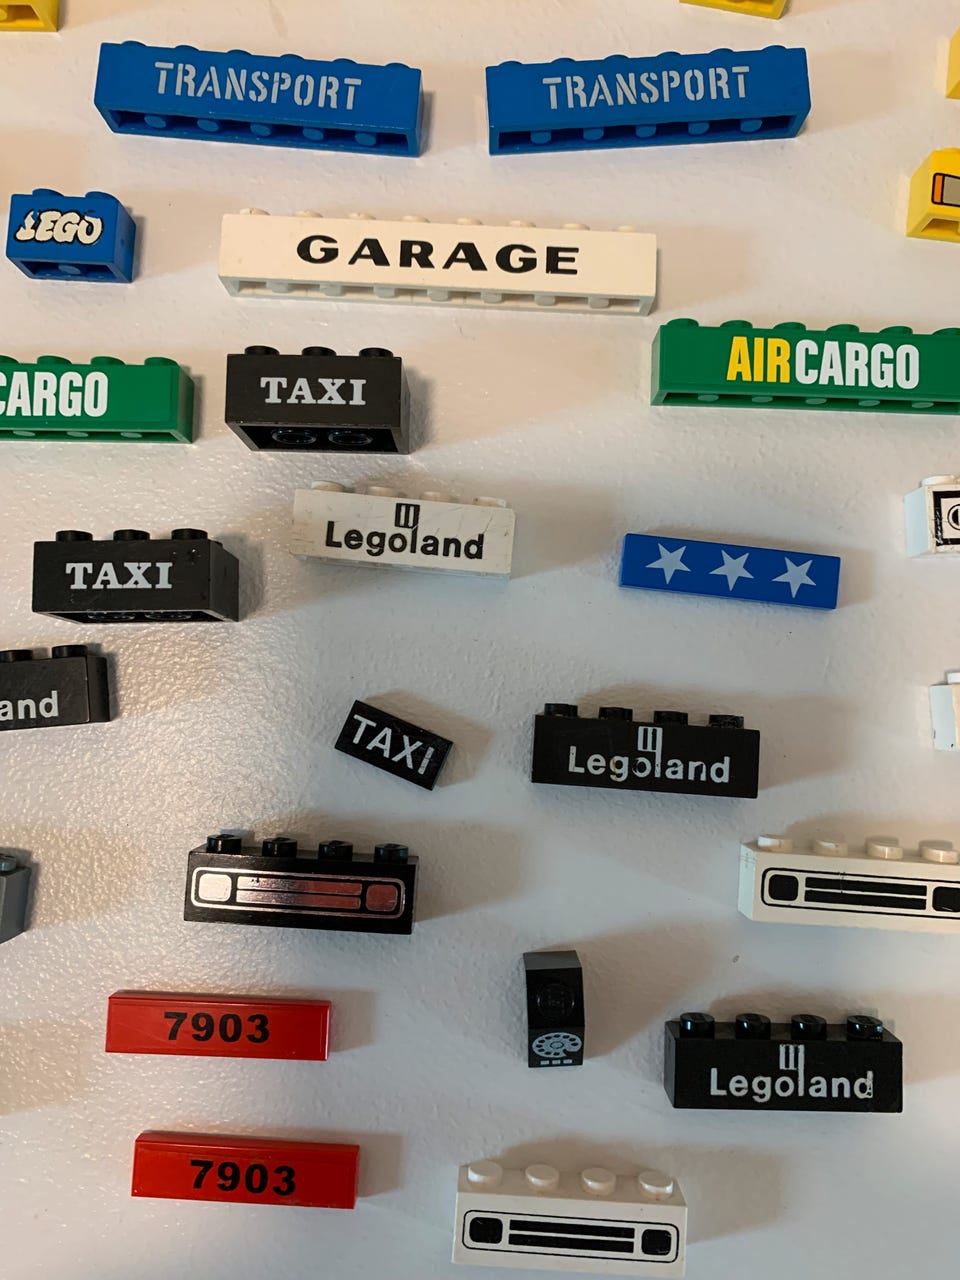 TRANSPORT
TRANSPORT
LEGO
GARAGE
CARGO
TAXI
AIRCARGO
TAXI
Legoland
and
TAXI
Legoland
7903
Legoland
7903